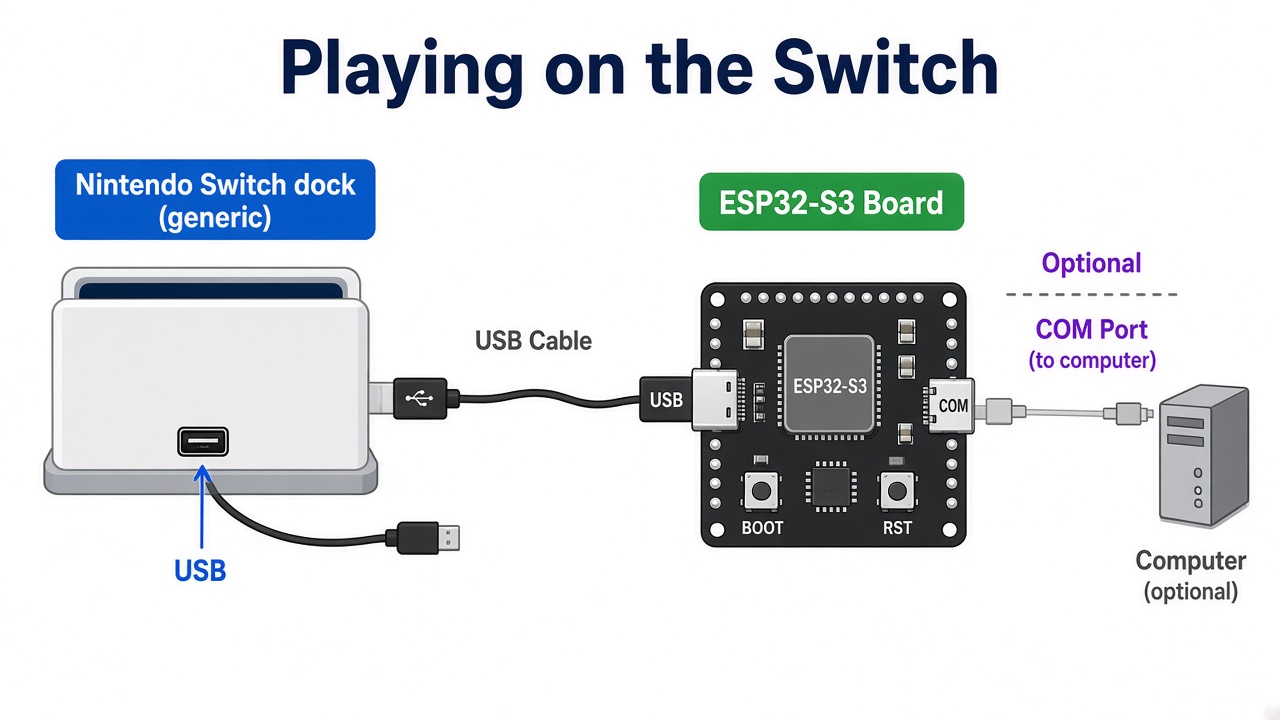 Playing on the Switch
Nintendo Switch dock
(generic)
ESP32-S3 Board
Optional
COM Port
(to computer)
USB Cable
USB
ESP32-S3
COM
BOOT
RST
USB
Computer
(optional)